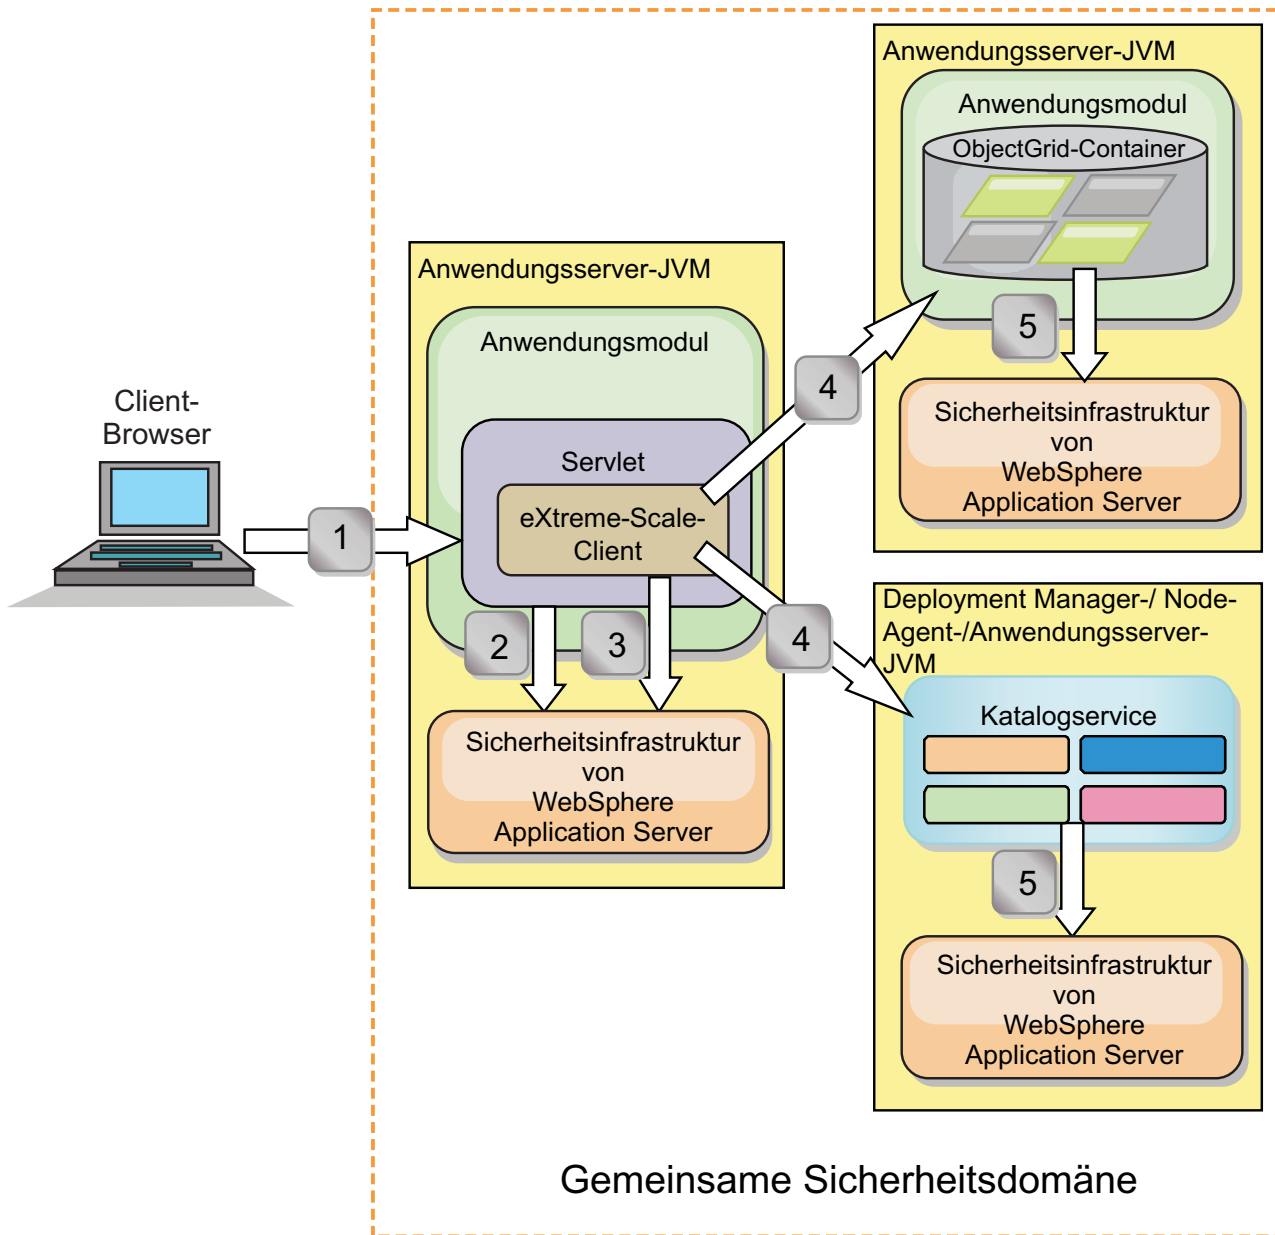 Client-
Browser
1
Anwendungsserver-JVM
Anwendungsmodul
Servlet
eXtreme-Scale-
Client
2
3
Sicherheitsinfrastruktur
von
WebSphere
Application Server
4
4
Anwendungsserver-JVM
Anwendungsmodul
ObjectGrid-Container
5
Sicherheitsinfrastruktur
von
WebSphere
Application Server
Deployment Manager-/ Node-
Agent-/Anwendungsserver-
JVM
Katalogservice
5
Sicherheitsinfrastruktur
von
WebSphere
Application Server
Gemeinsame Sicherheitsdomäne